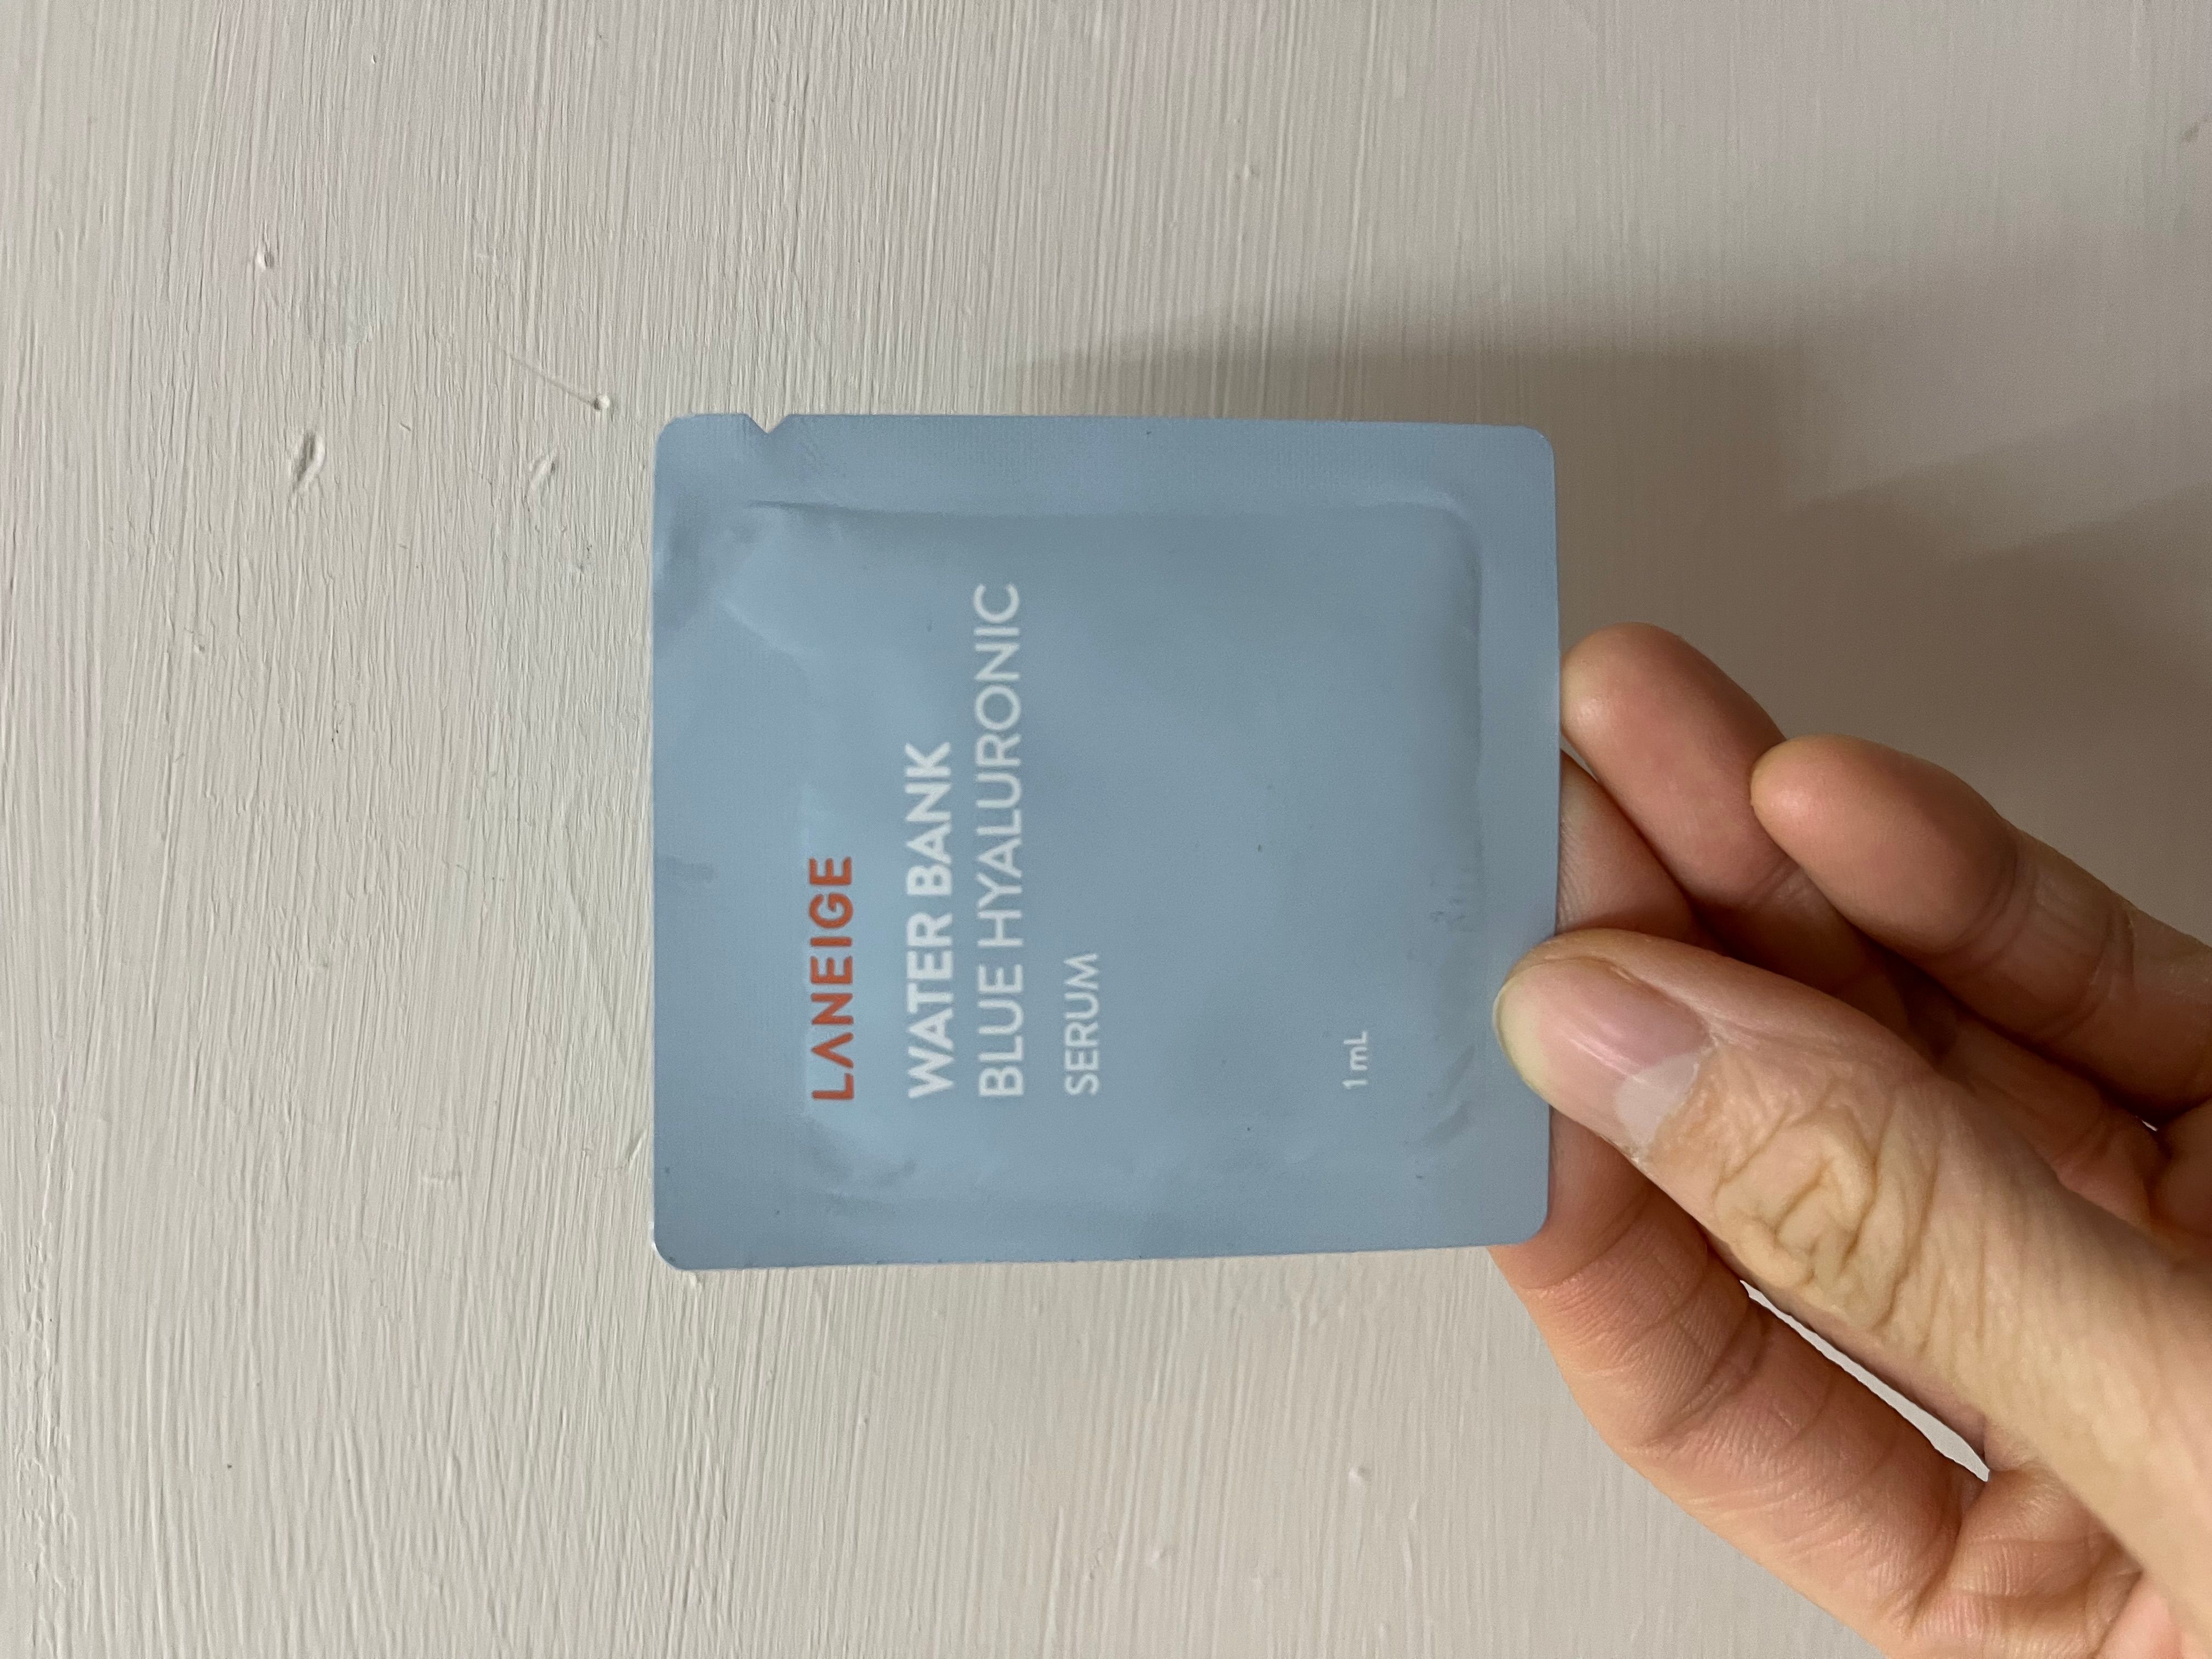 LANEIGE
WATER BANK
BLUE HYALURONIC
SERUM
1 mL